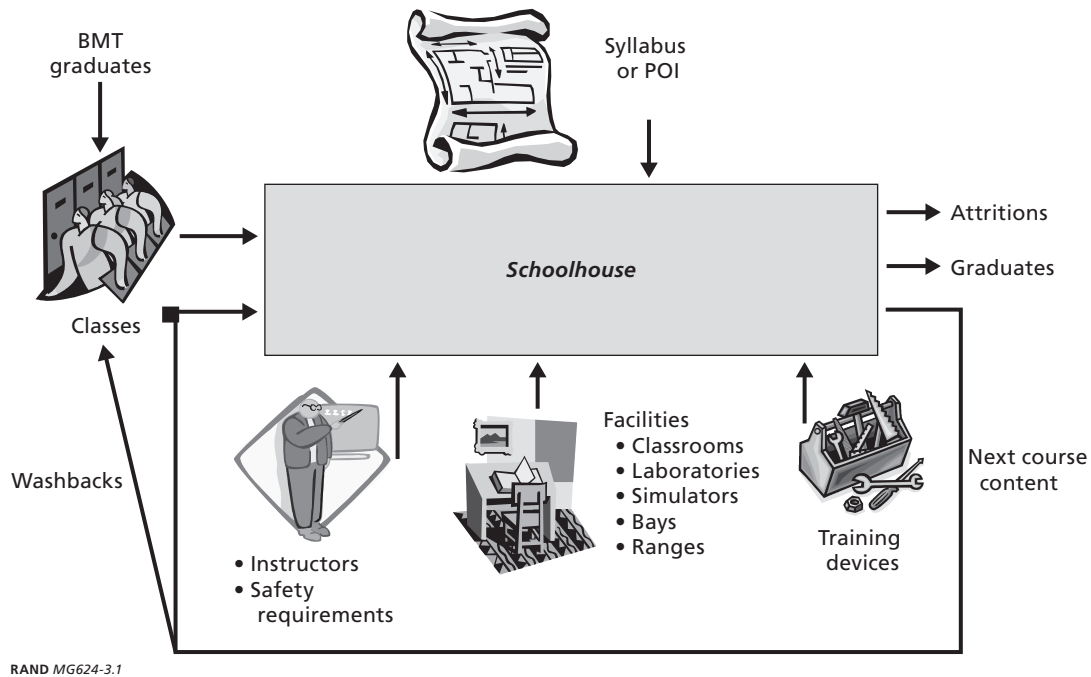 BMT
graduates
Syllabus
or POI
Attritions
Schoolhouse
Graduates
Classes
Facilities
• Classrooms
• Laboratories
• Simulators
• Bays
• Ranges
Next course
content
Washbacks
Training
devices
• Instructors
• Safety
requirements
RAND MG624-3.1